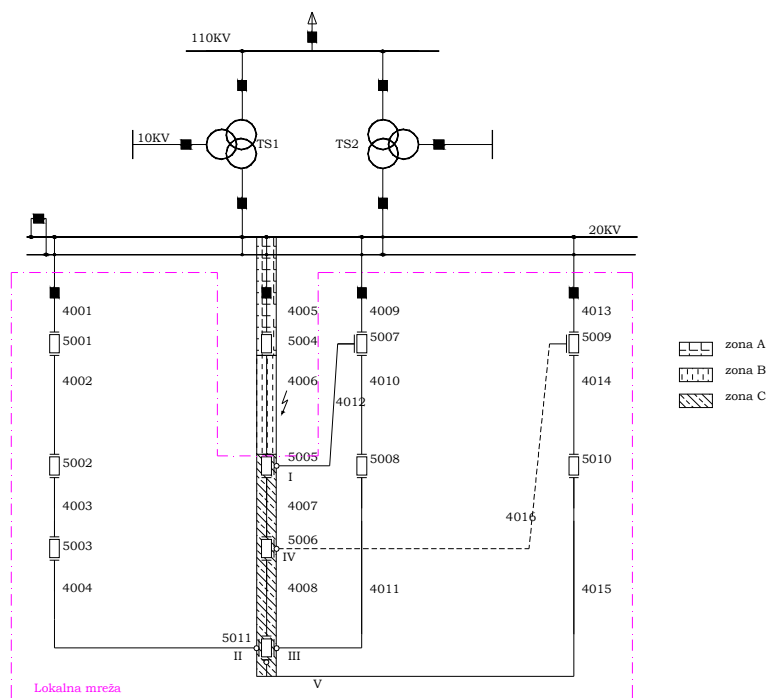 110KV
10KV
TS1
TS2
20KV
4001
4005
4009
4013
5001
5004
5007
5009
zona A
zona B
zona C
4002
4006
4010
4014
4012
5002
5005
5008
5010
I
4003
4007
4016
5003
5006
IV
4004
4008
4011
4015
5011
II
III
V
Lokalna mreža